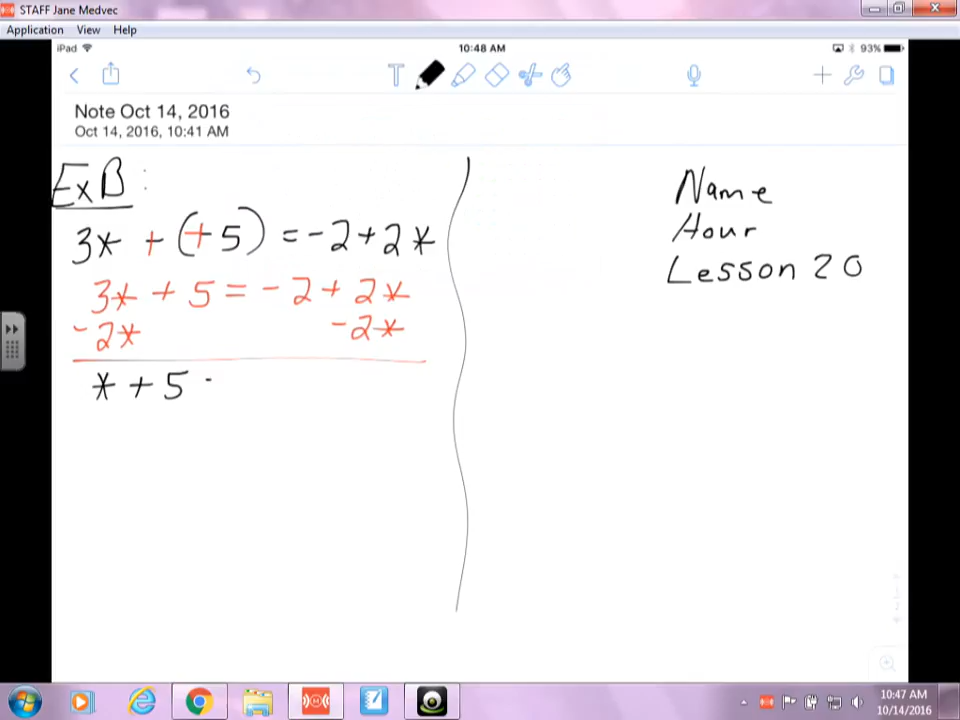 STAFF Jane Medvec
Application View Help
iPad 10:48 AM 93%
T
Note Oct 14, 2016
Oct 14, 2016, 10:41 AM
Ex B:
3x + (+5) = -2+2x
3x + 5 = -2 + 2x
-2x -2x
x + 5 -
Name
Hour
Lesson 20
10:47 AM
10/14/2016